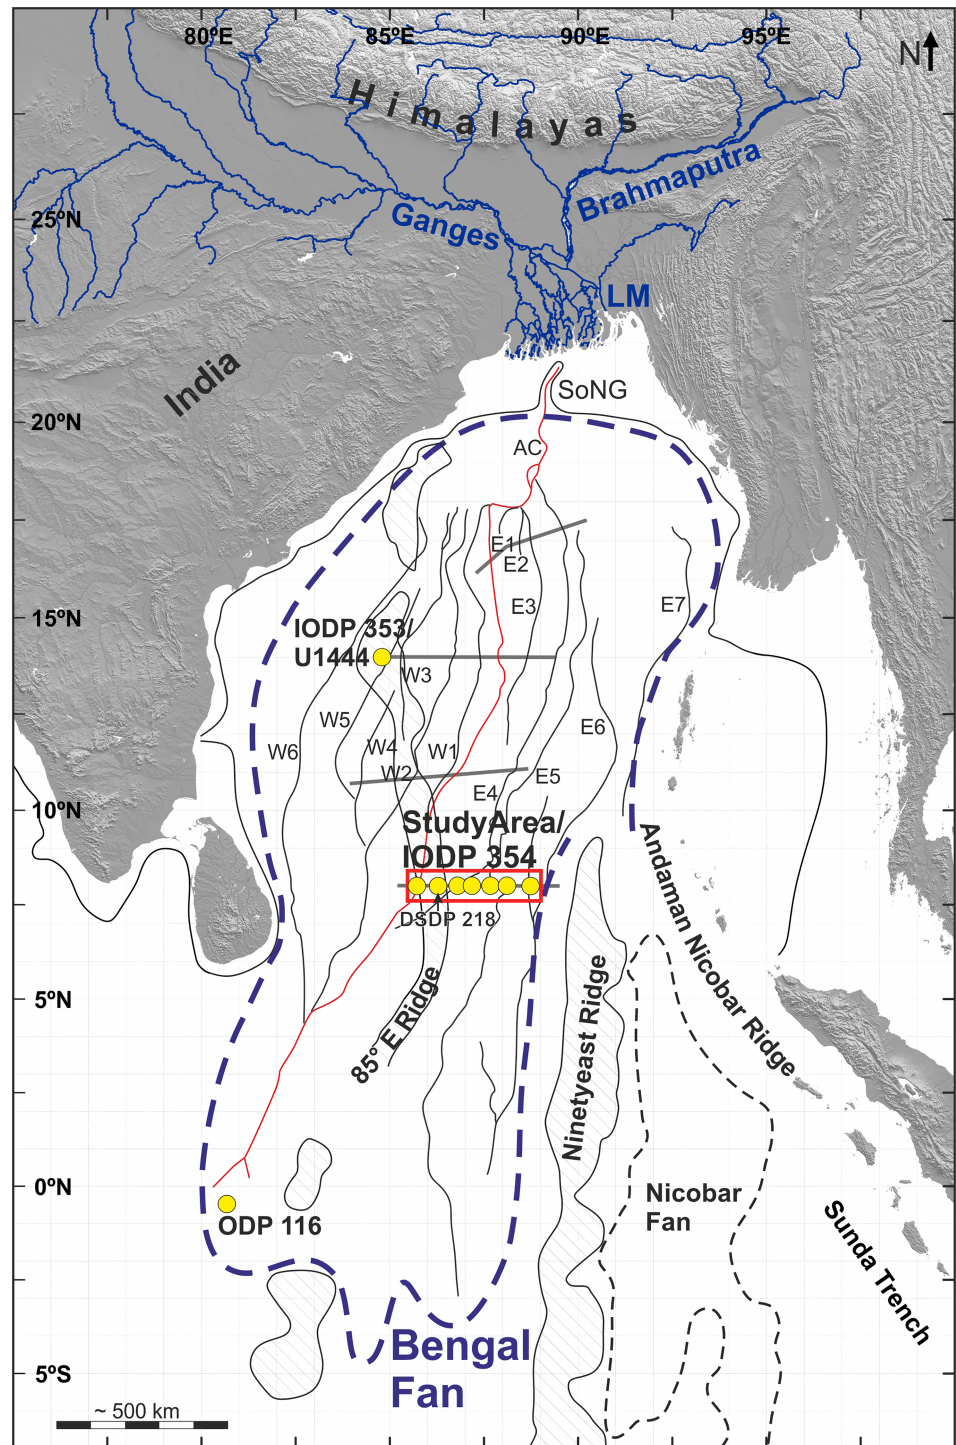 80ºE
85ºE
90ºE
95ºE
N
Himalayas
Brahmaputra
Ganges
25ºN
LM
India
SoNG
20ºN
AC
E1
E2
E3
E7
15ºN
IODP 353/
U1444
W3
W5
W4
W6
W1
W2
E6
E5
E4
10ºN
StudyArea/
IODP 354
DSDP 218
Andaman Nicobar Ridge
85° E Ridge
Ninetyeast Ridge
5ºN
0ºN
ODP 116
Nicobar
Fan
Sunda Trench
Bengal
Fan
5ºS
~ 500 km